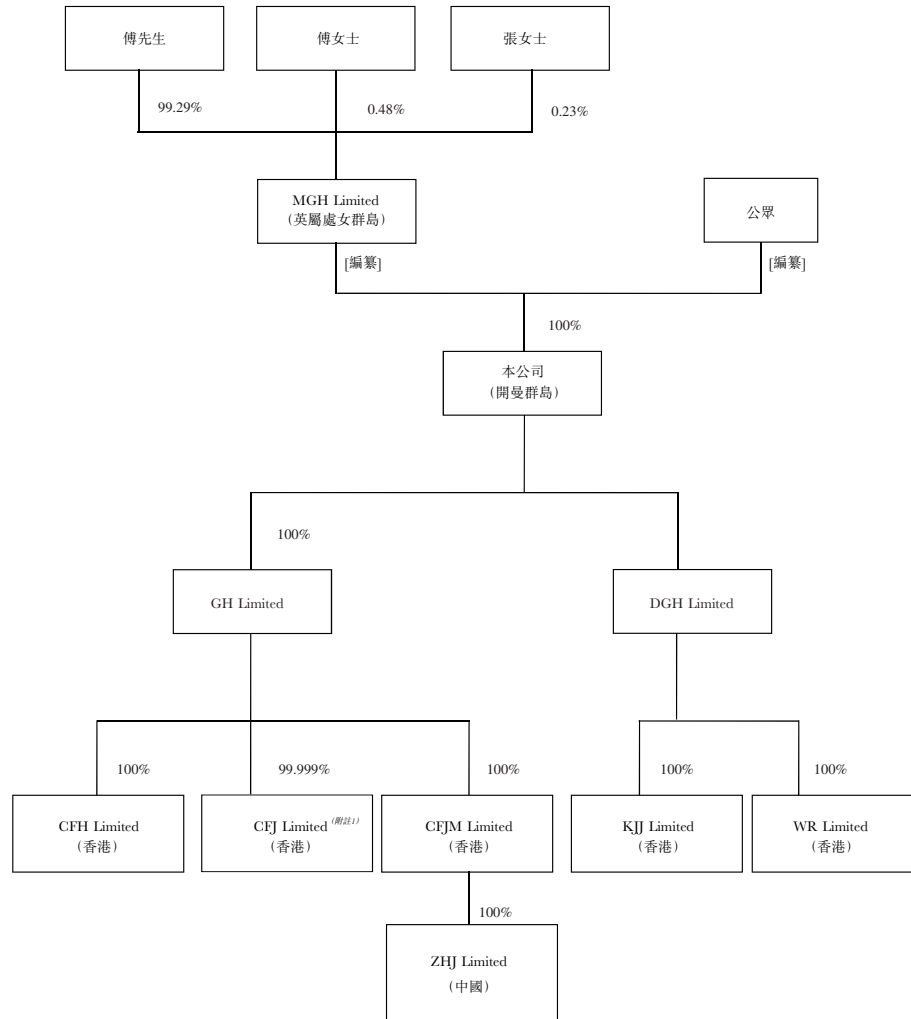 傅先生
傅女士
張女士
99.29%
0.48%
0.23%
MGH Limited
（英屬處女群島）
公眾
[編纂]
[編纂]
100%
本公司
（開曼群島）
100%
GH Limited
DGH Limited
100%
99.999%
100%
100%
100%
CFH Limited
（香港）
CFJ Limited（附註1）
（香港）
CFJM Limited
（香港）
KJJ Limited
（香港）
WR Limited
（香港）
100%
ZHJ Limited
（中國）